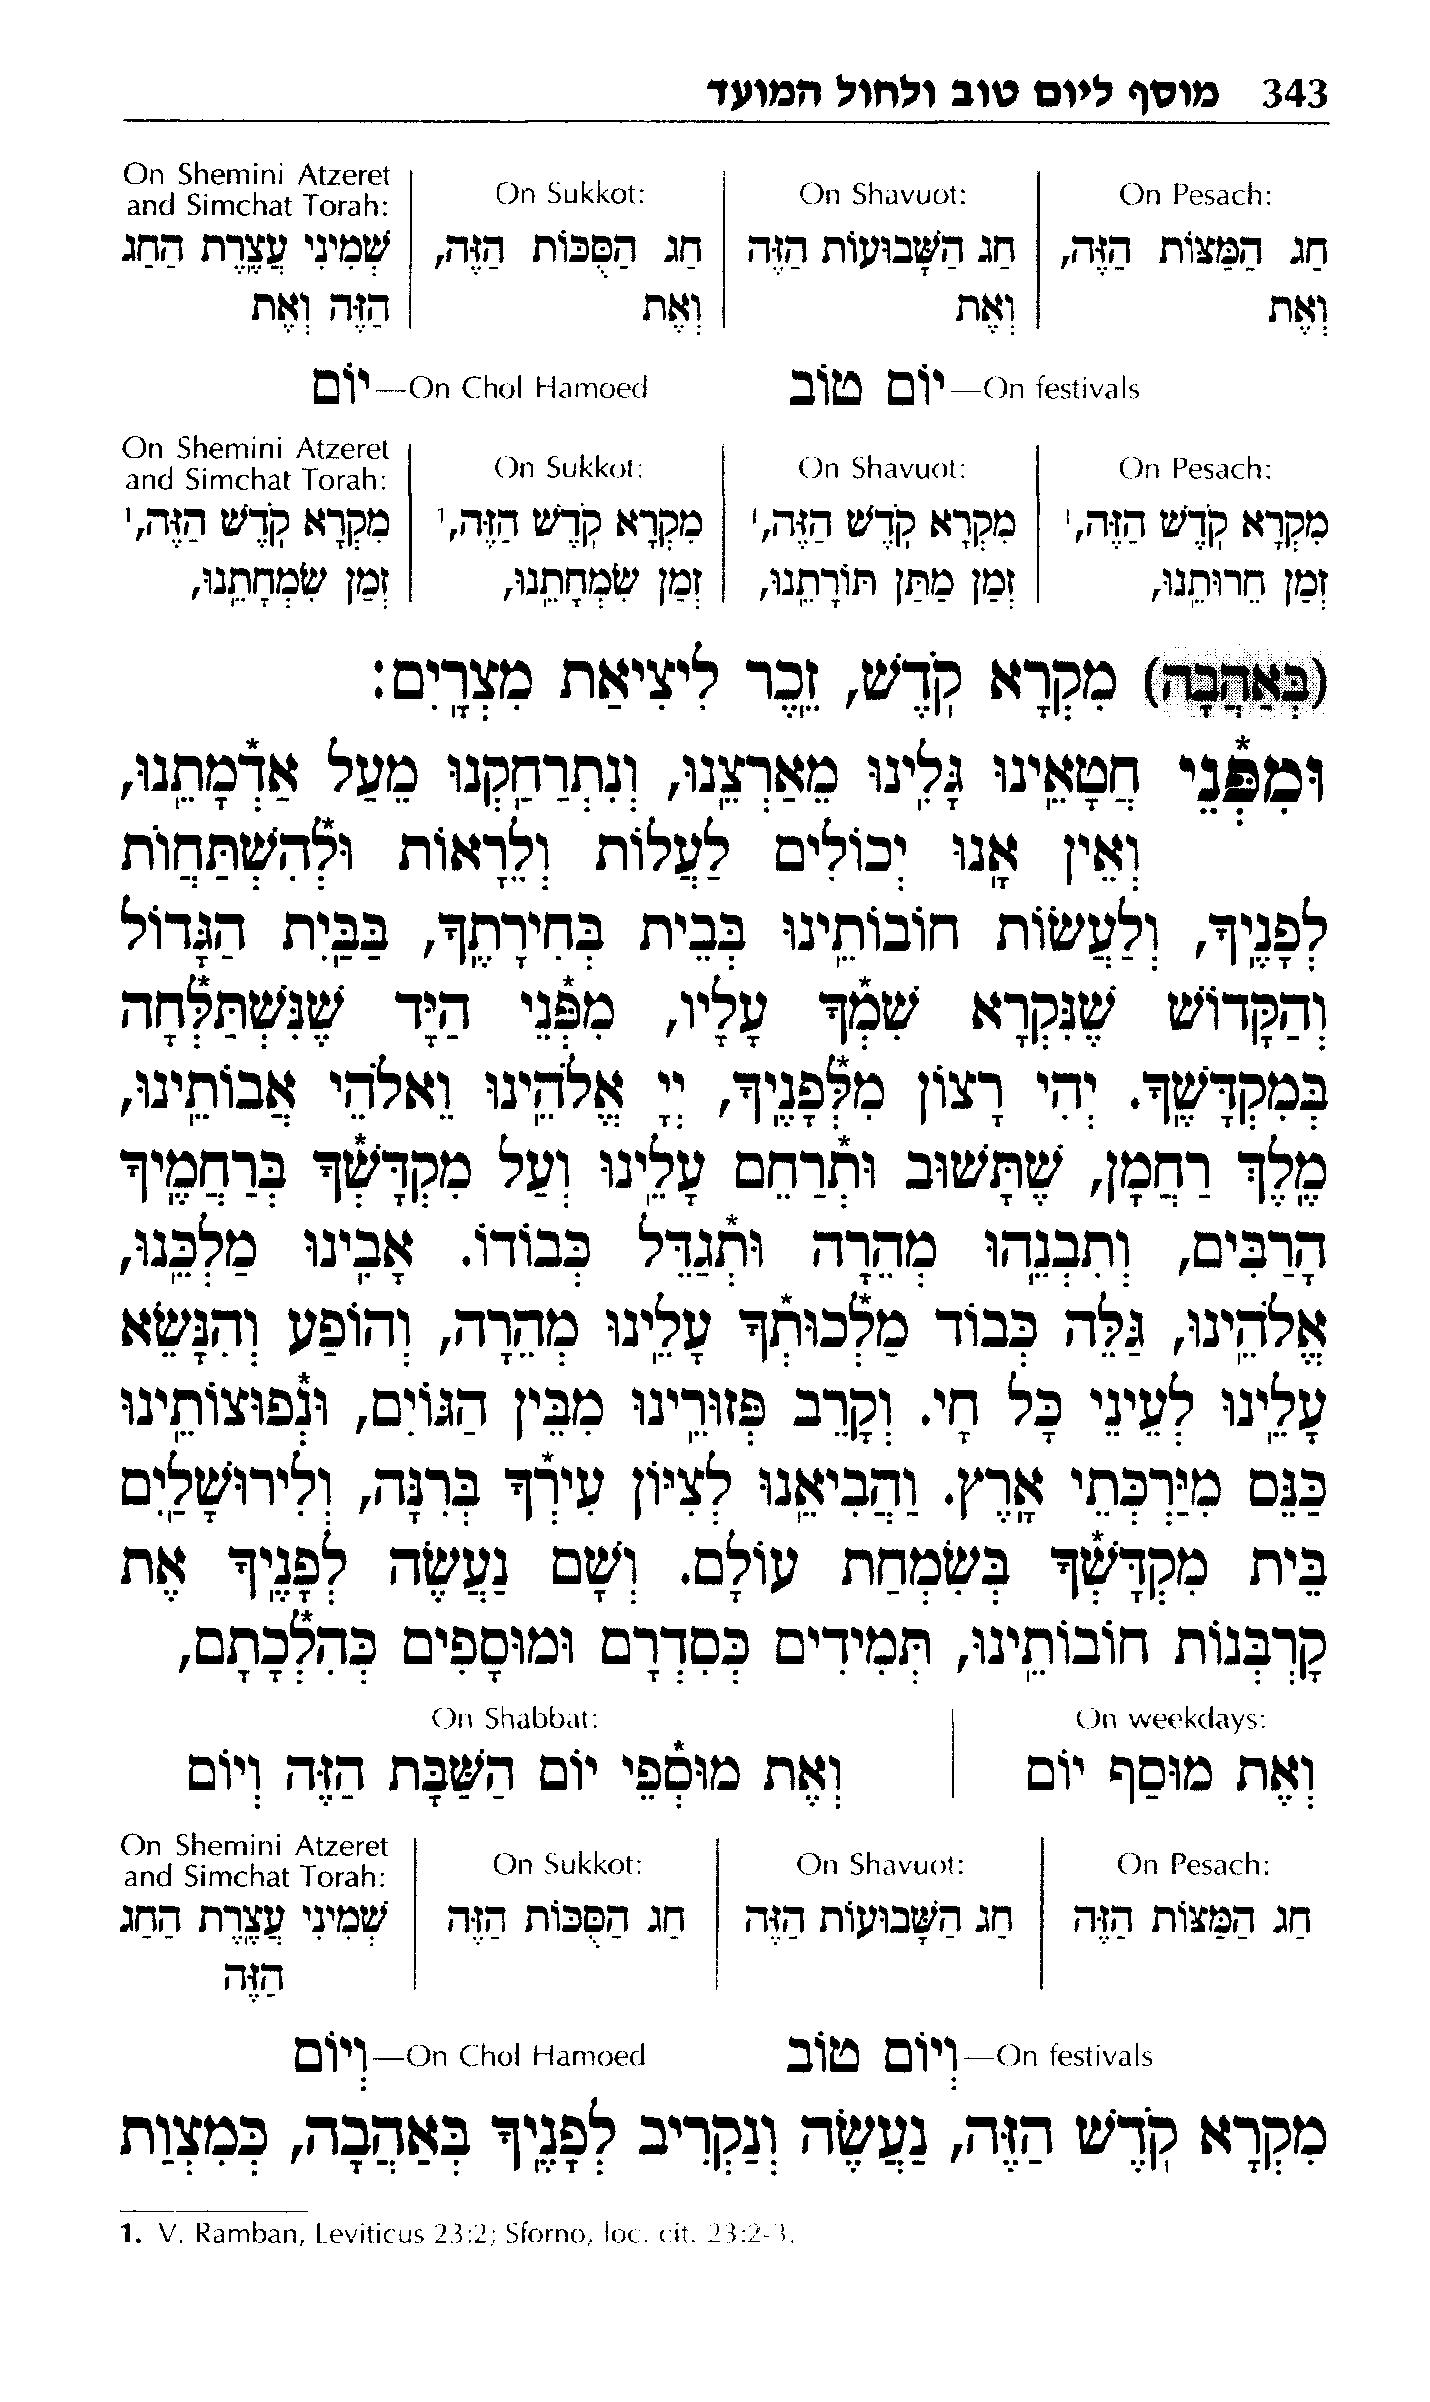 343 מוסף ליום טוב ולחול המועד
On Pesach:
חַג הַמַּצּוֹת הַזֶּה,
וְאֶת
On Shavuot:
חַג הַשָּׁבוּעוֹת הַזֶּה
וְאֶת
On Sukkot:
חַג הַסֻּכּוֹת הַזֶּה,
וְאֶת
On Shemini Atzeret
and Simchat Torah:
שְׁמִינִי עֲצֶֽרֶת הַחַג
הַזֶּה וְאֶת
On festivals—יוֹם טוֹב On Chol Hamoed—יוֹם
On Pesach:
מִקְרָא קֹֽדֶשׁ הַזֶּה,¹
זְמַן חֵרוּתֵֽנוּ,
On Shavuot:
מִקְרָא קֹֽדֶשׁ הַזֶּה,¹
זְמַן מַתַּן תּוֹרָתֵֽנוּ,
On Sukkot:
מִקְרָא קֹֽדֶשׁ הַזֶּה,¹
זְמַן שִׂמְחָתֵֽנוּ,
On Shemini Atzeret
and Simchat Torah:
מִקְרָא קֹֽדֶשׁ הַזֶּה,¹
זְמַן שִׂמְחָתֵֽנוּ,
(בְּאַהֲבָה) מִקְרָא קֹֽדֶשׁ, זֵֽכֶר לִיצִיאַת מִצְרָֽיִם:
וּמִפְּ*נֵי חֲטָאֵֽינוּ גָּלִֽינוּ מֵאַרְצֵֽנוּ, וְנִתְרַחַֽקְנוּ מֵעַל אַדְ*מָתֵֽנוּ,
וְאֵין אָֽנוּ יְכוֹלִים לַעֲלוֹת וְלֵרָאוֹת וּלְ*הִשְׁתַּחֲוֹת
לְפָנֶֽיךָ, וְלַעֲשׂוֹת חוֹבוֹתֵֽינוּ בְּבֵית בְּחִירָתֶֽךָ, בַּבַּֽיִת הַגָּדוֹל
וְהַקָּדוֹשׁ שֶׁנִּקְרָא שִׁמְ*ךָ עָלָיו, מִפְּ*נֵי הַיָּד שֶׁנִּשְׁתַּלְּ*חָה
בְּמִקְדָּשֶֽׁךָ. יְהִי רָצוֹן מִלְּ*פָנֶֽיךָ, יְיָ אֱלֹהֵֽינוּ וֵאלֹהֵי אֲבוֹתֵֽינוּ,
מֶֽלֶךְ רַחֲמָן, שֶׁתָּשׁוּב וּתְ*רַחֵם עָלֵֽינוּ וְעַל מִקְדָּשְׁ*ךָ בְּרַחֲמֶֽיךָ
הָרַבִּים, וְתִבְנֵֽהוּ מְהֵרָה וּתְ*גַדֵּל כְּבוֹדוֹ. אָבִֽינוּ מַלְכֵּֽנוּ,
אֱלֹהֵֽינוּ, גַּלֵּה כְּבוֹד מַלְ*כוּתְ*ךָ עָלֵֽינוּ מְהֵרָה, וְהוֹפַע וְהִנָּשֵׂא
עָלֵֽינוּ לְעֵינֵי כָּל חָי. וְקָרֵב פְּזוּרֵֽינוּ מִבֵּין הַגּוֹיִם, וּנְ*פוּצוֹתֵֽינוּ
כַּנֵּס מִיַּרְכְּתֵי אָֽרֶץ. וַהֲבִיאֵֽנוּ לְצִיּוֹן עִירְ*ךָ בְּרִנָּה, וְלִירוּשָׁלַֽיִם
בֵּית מִקְדָּשְׁ*ךָ בְּשִׂמְחַת עוֹלָם. וְשָׁם נַעֲשֶׂה לְפָנֶֽיךָ אֶת
קָרְבְּנוֹת חוֹבוֹתֵֽינוּ, תְּמִידִים כְּסִדְרָם וּמוּסָפִים כְּהִלְ*כָתָם,
On weekdays:
וְאֶת מוּסַף יוֹם
On Shabbat:
וְאֶת מוּסְ*פֵי יוֹם הַשַּׁבָּת הַזֶּה וְיוֹם
On Pesach:
חַג הַמַּצּוֹת הַזֶּה
On Shavuot:
חַג הַשָּׁבוּעוֹת הַזֶּה
On Sukkot:
חַג הַסֻּכּוֹת הַזֶּה
On Shemini Atzeret
and Simchat Torah:
שְׁמִינִי עֲצֶֽרֶת הַחַג
הַזֶּה
On festivals—וְיוֹם טוֹב On Chol Hamoed—וְיוֹם
מִקְרָא קֹֽדֶשׁ הַזֶּה, נַעֲשֶׂה וְנַקְרִיב לְפָנֶֽיךָ בְּאַהֲבָה, כְּמִצְוַת
1. V. Ramban, Leviticus 23:2; Sforno, loc. cit. 23:2-3.